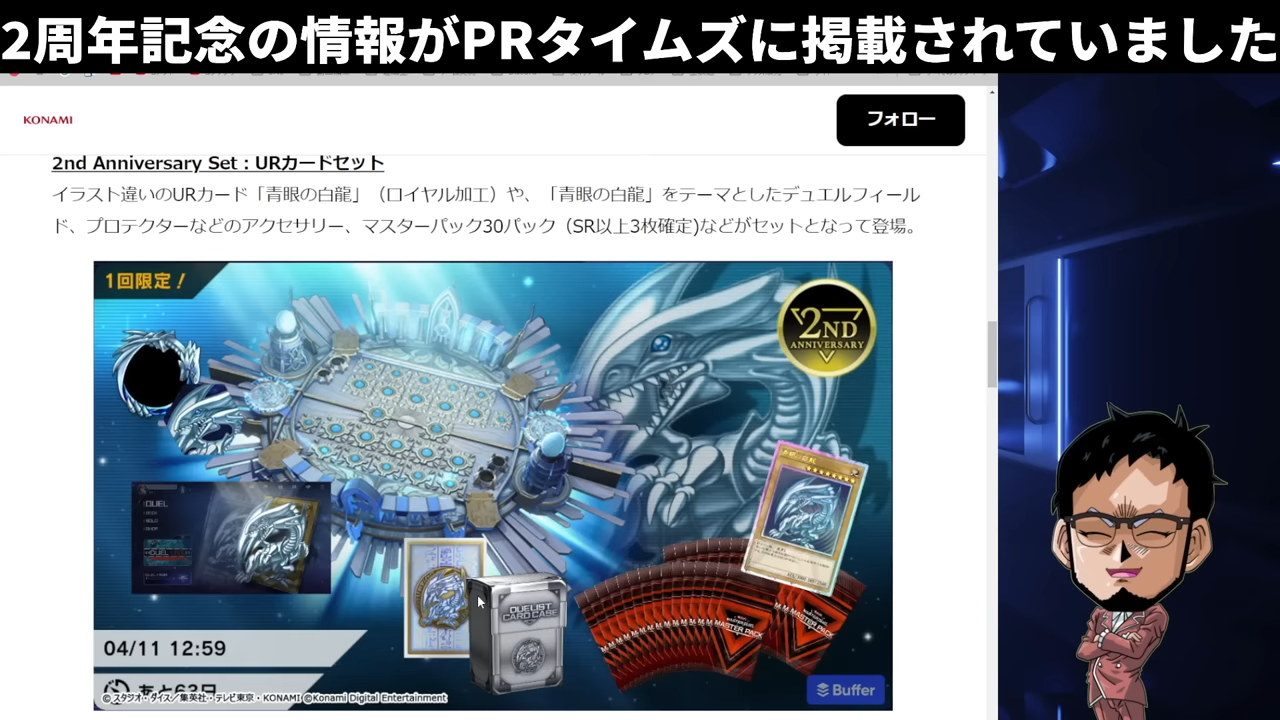 2周年記念の情報がPRタイムズに掲載されていました
KONAMI
フォロー
2nd Anniversary Set：URカードセット
イラスト違いのURカード「青眼の白龍」（ロイヤル加工）や、「青眼の白龍」をテーマとしたデュエルフィール
ド、プロテクターなどのアクセサリー、マスターパック30パック（SR以上3枚確定)などがセットとなって登場。
1回限定！
2ND
ANNIVERSARY
DUEL
DUELIST
CARD CASE
MASTER PACK
MASTER PACK
04/11 12:59
あと63日
©スタジオ・ダイス／集英社・テレビ東京・KONAMI ©Konami Digital Entertainment
Buffer